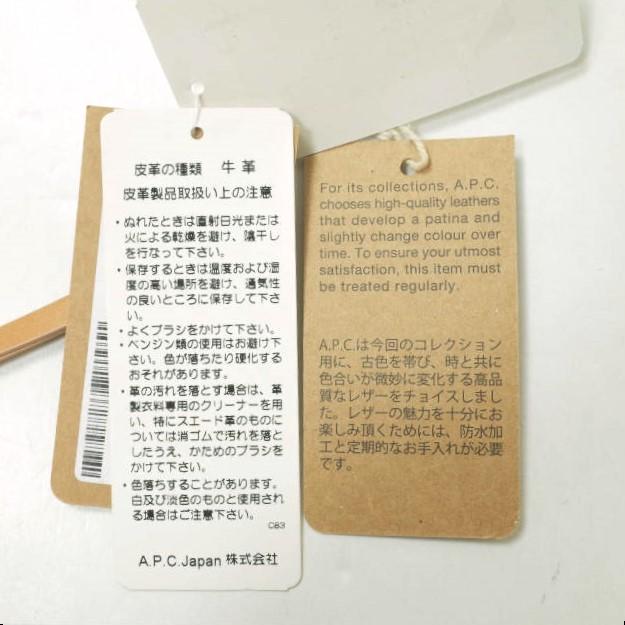 皮革の種類 牛革
皮革製品取扱い上の注意
・ぬれたときは直射日光または
火による乾燥を避け、陰干し
を行なって下さい。
・保存するときは温度および湿
度の高い場所を避け、通気性
の良いところに保存して下さ
い。
・よくブラシをかけて下さい。
・ベンジン類の使用はお避け下
さい。色が落ちたり硬化する
おそれがあります。
・革の汚れを落とす場合は、革
製衣料専用のクリーナーを用
い、特にスエード革のものに
ついては消ゴムで汚れを落と
したうえ、かためのブラシを
かけて下さい。
・色落ちすることがあります。
白及び淡色のものと使用され
る場合はご注意下さい。
C83
A.P.C.Japan 株式会社
For its collections, A.P.C.
chooses high-quality leathers
that develop a patina and
slightly change colour over
time. To ensure your utmost
satisfaction, this item must
be treated regularly.
A.P.C.は今回のコレクション
用に、古色を帯び、時と共に
色合いが微妙に変化する高品
質なレザーをチョイスしまし
た。レザーの魅力を十分にお
楽しみ頂くためには、防水加
工と定期的なお手入れが必要
です。